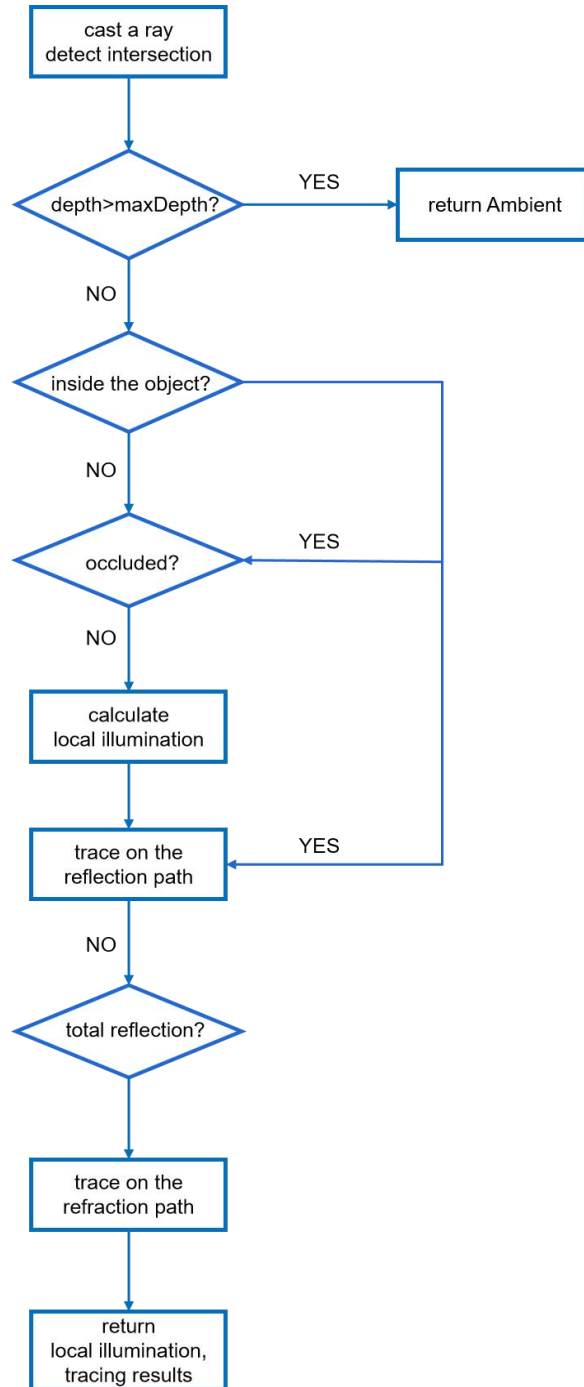 cast a ray
detect intersection
depth>maxDepth?
YES
return Ambient
NO
inside the object?
NO
occluded?
YES
NO
calculate
local illumination
trace on the
reflection path
YES
NO
total reflection?
trace on the
refraction path
return
local illumination,
tracing results